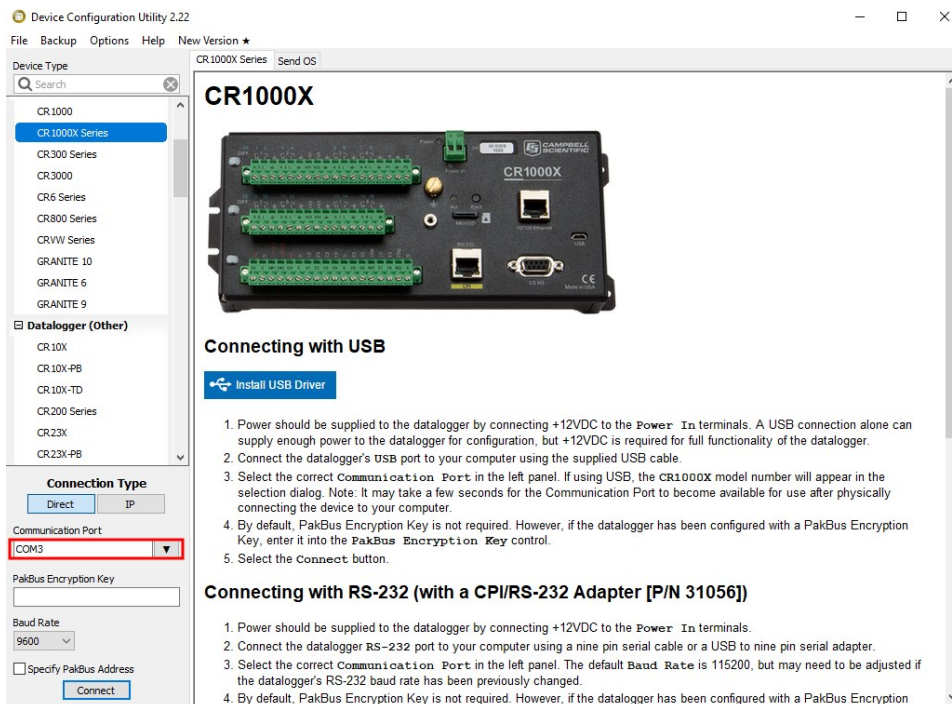 Device Configuration Utility 2.22
File Backup Options Help New Version ★
Device Type
Search
CR1000
CR1000X Series
CR300 Series
CR3000
CR6 Series
CR800 Series
CRVW Series
GRANITE 10
GRANITE 6
GRANITE 9
Datalogger (Other)
CR10X
CR10X-PB
CR10X-TD
CR200 Series
CR23X
CR23X-PB
Connection Type
Direct IP
Communication Port
COM3
PakBus Encryption Key
Baud Rate
9600
Specify PakBus Address
Connect
CR1000X Series Send OS
CR1000X
CAMPBELL
SCIENTIFIC
CR1000X
Power In
10/100 Ethernet
USB
RS-232
CPI
CS I/O
CE
Made in USA
Connecting with USB
Install USB Driver
1. Power should be supplied to the datalogger by connecting +12VDC to the Power In terminals. A USB connection alone can
supply enough power to the datalogger for configuration, but +12VDC is required for full functionality of the datalogger.
2. Connect the datalogger's USB port to your computer using the supplied USB cable.
3. Select the correct Communication Port in the left panel. If using USB, the CR1000X model number will appear in the
selection dialog. Note: It may take a few seconds for the Communication Port to become available for use after physically
connecting the device to your computer.
4. By default, PakBus Encryption Key is not required. However, if the datalogger has been configured with a PakBus Encryption
Key, enter it into the PakBus Encryption Key control.
5. Select the Connect button.
Connecting with RS-232 (with a CPI/RS-232 Adapter [P/N 31056])
1. Power should be supplied to the datalogger by connecting +12VDC to the Power In terminals.
2. Connect the datalogger RS-232 port to your computer using a nine pin serial cable or a USB to nine pin serial adapter.
3. Select the correct Communication Port in the left panel. The default Baud Rate is 115200, but may need to be adjusted if
the datalogger's RS-232 baud rate has been previously changed.
4. By default, PakBus Encryption Key is not required. However, if the datalogger has been configured with a PakBus Encryption